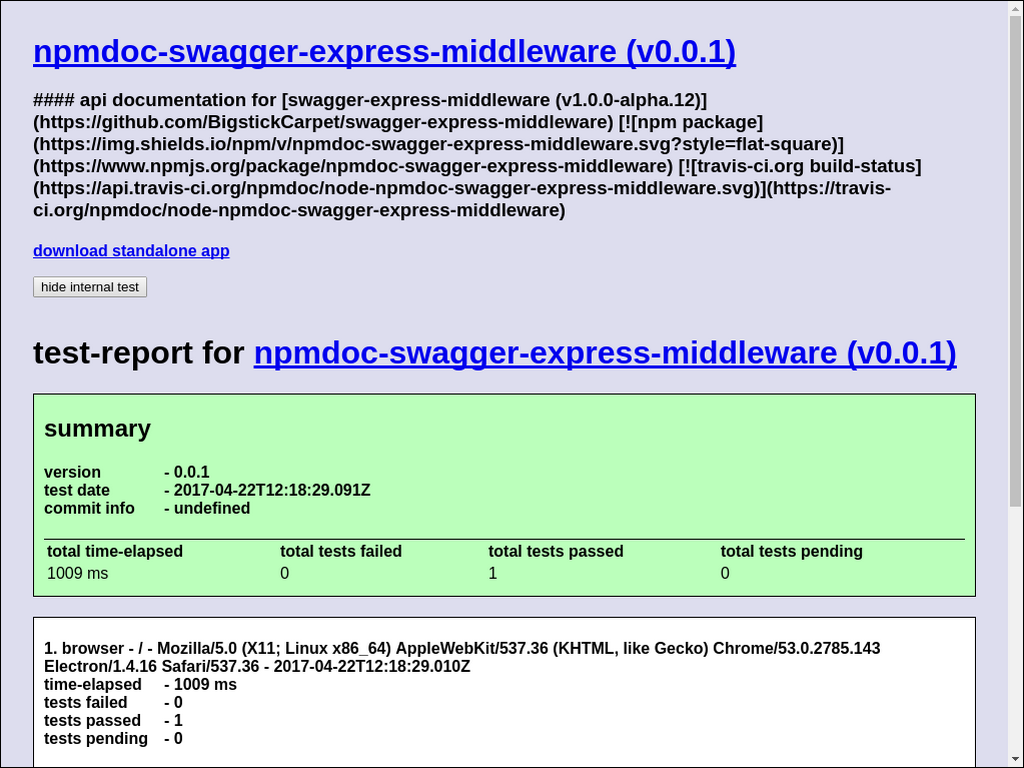 npmdoc-swagger-express-middleware (v0.0.1)
#### api documentation for [swagger-express-middleware (v1.0.0-alpha.12)]
(https://github.com/BigstickCarpet/swagger-express-middleware) [![npm package]
(https://img.shields.io/npm/v/npmdoc-swagger-express-middleware.svg?style=flat-square)]
(https://www.npmjs.org/package/npmdoc-swagger-express-middleware) [![travis-ci.org build-status]
(https://api.travis-ci.org/npmdoc/node-npmdoc-swagger-express-middleware.svg)](https://travis-
ci.org/npmdoc/node-npmdoc-swagger-express-middleware)
download standalone app
hide internal test
test-report for npmdoc-swagger-express-middleware (v0.0.1)
summary
version - 0.0.1
test date - 2017-04-22T12:18:29.091Z
commit info - undefined
total time-elapsed total tests failed total tests passed total tests pending
1009 ms 0 1 0
1. browser - / - Mozilla/5.0 (X11; Linux x86_64) AppleWebKit/537.36 (KHTML, like Gecko) Chrome/53.0.2785.143
Electron/1.4.16 Safari/537.36 - 2017-04-22T12:18:29.010Z
time-elapsed - 1009 ms
tests failed - 0
tests passed - 1
tests pending - 0